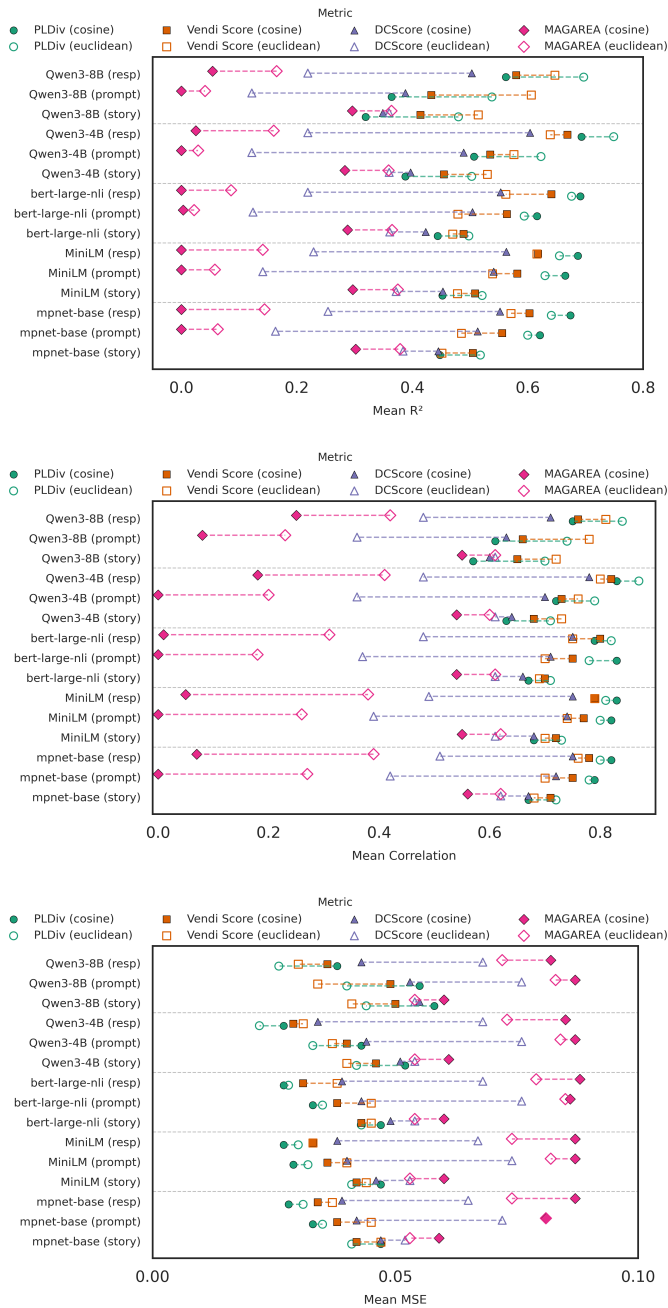 Metric
PLDiv (cosine) Vendi Score (cosine) DCScore (cosine) MAGAREA (cosine)
PLDiv (euclidean) Vendi Score (euclidean) DCScore (euclidean) MAGAREA (euclidean)
Qwen3-8B (resp)
Qwen3-8B (prompt)
Qwen3-8B (story)
Qwen3-4B (resp)
Qwen3-4B (prompt)
Qwen3-4B (story)
bert-large-nli (resp)
bert-large-nli (prompt)
bert-large-nli (story)
MiniLM (resp)
MiniLM (prompt)
MiniLM (story)
mpnet-base (resp)
mpnet-base (prompt)
mpnet-base (story)
0.0 0.2 0.4 0.6 0.8
Mean R²
Metric
PLDiv (cosine) Vendi Score (cosine) DCScore (cosine) MAGAREA (cosine)
PLDiv (euclidean) Vendi Score (euclidean) DCScore (euclidean) MAGAREA (euclidean)
Qwen3-8B (resp)
Qwen3-8B (prompt)
Qwen3-8B (story)
Qwen3-4B (resp)
Qwen3-4B (prompt)
Qwen3-4B (story)
bert-large-nli (resp)
bert-large-nli (prompt)
bert-large-nli (story)
MiniLM (resp)
MiniLM (prompt)
MiniLM (story)
mpnet-base (resp)
mpnet-base (prompt)
mpnet-base (story)
0.0 0.2 0.4 0.6 0.8
Mean Correlation
Metric
PLDiv (cosine) Vendi Score (cosine) DCScore (cosine) MAGAREA (cosine)
PLDiv (euclidean) Vendi Score (euclidean) DCScore (euclidean) MAGAREA (euclidean)
Qwen3-8B (resp)
Qwen3-8B (prompt)
Qwen3-8B (story)
Qwen3-4B (resp)
Qwen3-4B (prompt)
Qwen3-4B (story)
bert-large-nli (resp)
bert-large-nli (prompt)
bert-large-nli (story)
MiniLM (resp)
MiniLM (prompt)
MiniLM (story)
mpnet-base (resp)
mpnet-base (prompt)
mpnet-base (story)
0.00 0.05 0.10
Mean MSE